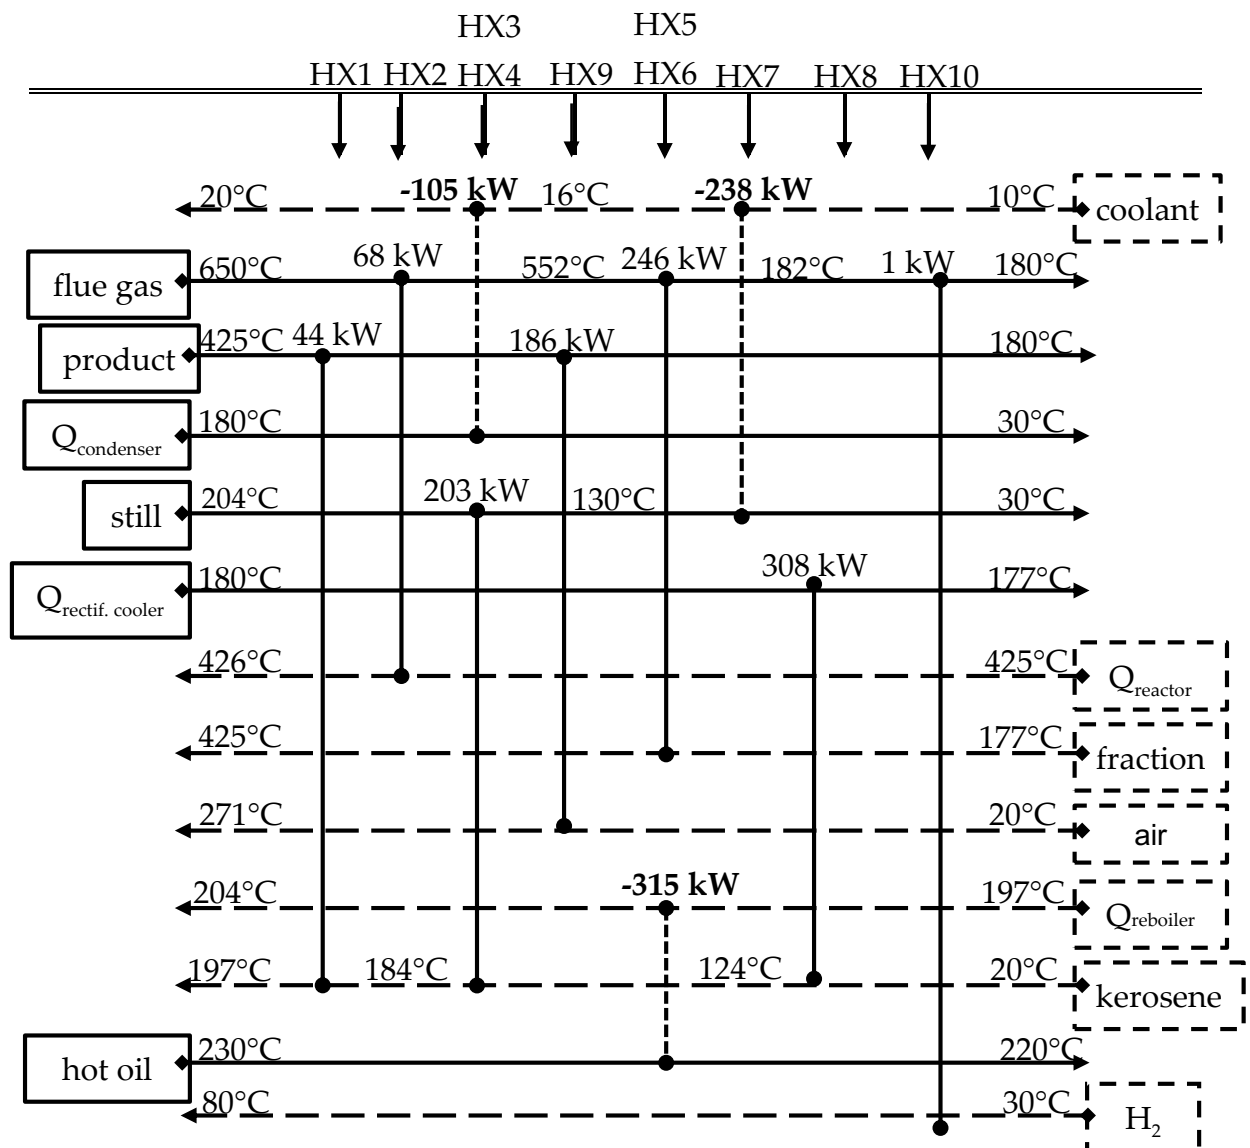 HX3 HX5
HX1 HX2 HX4 HX9 HX6 HX7 HX8 HX10
20°C -105 kW 16°C -238 kW 10°C coolant
flue gas 650°C 68 kW 552°C 246 kW 182°C 1 kW 180°C
product 425°C 44 kW 186 kW 180°C
Qcondenser 180°C 30°C
still 204°C 203 kW 130°C 30°C
Qrectif. cooler 180°C 308 kW 177°C
426°C 425°C Qreactor
425°C 177°C fraction
271°C 20°C air
204°C -315 kW 197°C Qreboiler
197°C 184°C 124°C 20°C kerosene
hot oil 230°C 220°C
80°C 30°C H2